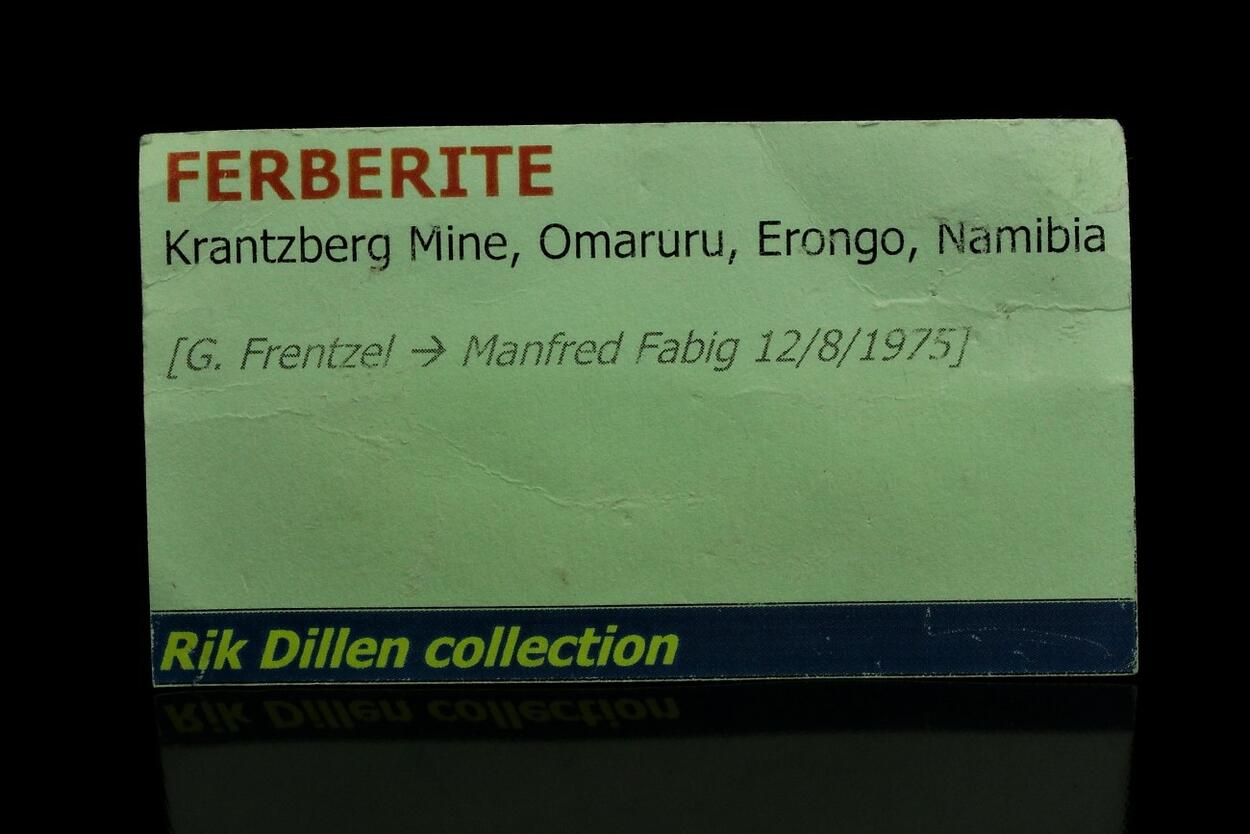 FERBERITE
Krantzberg Mine, Omaruru, Erongo, Namibia
[G. Frentzel → Manfred Fabig 12/8/1975]
Rik Dillen collection